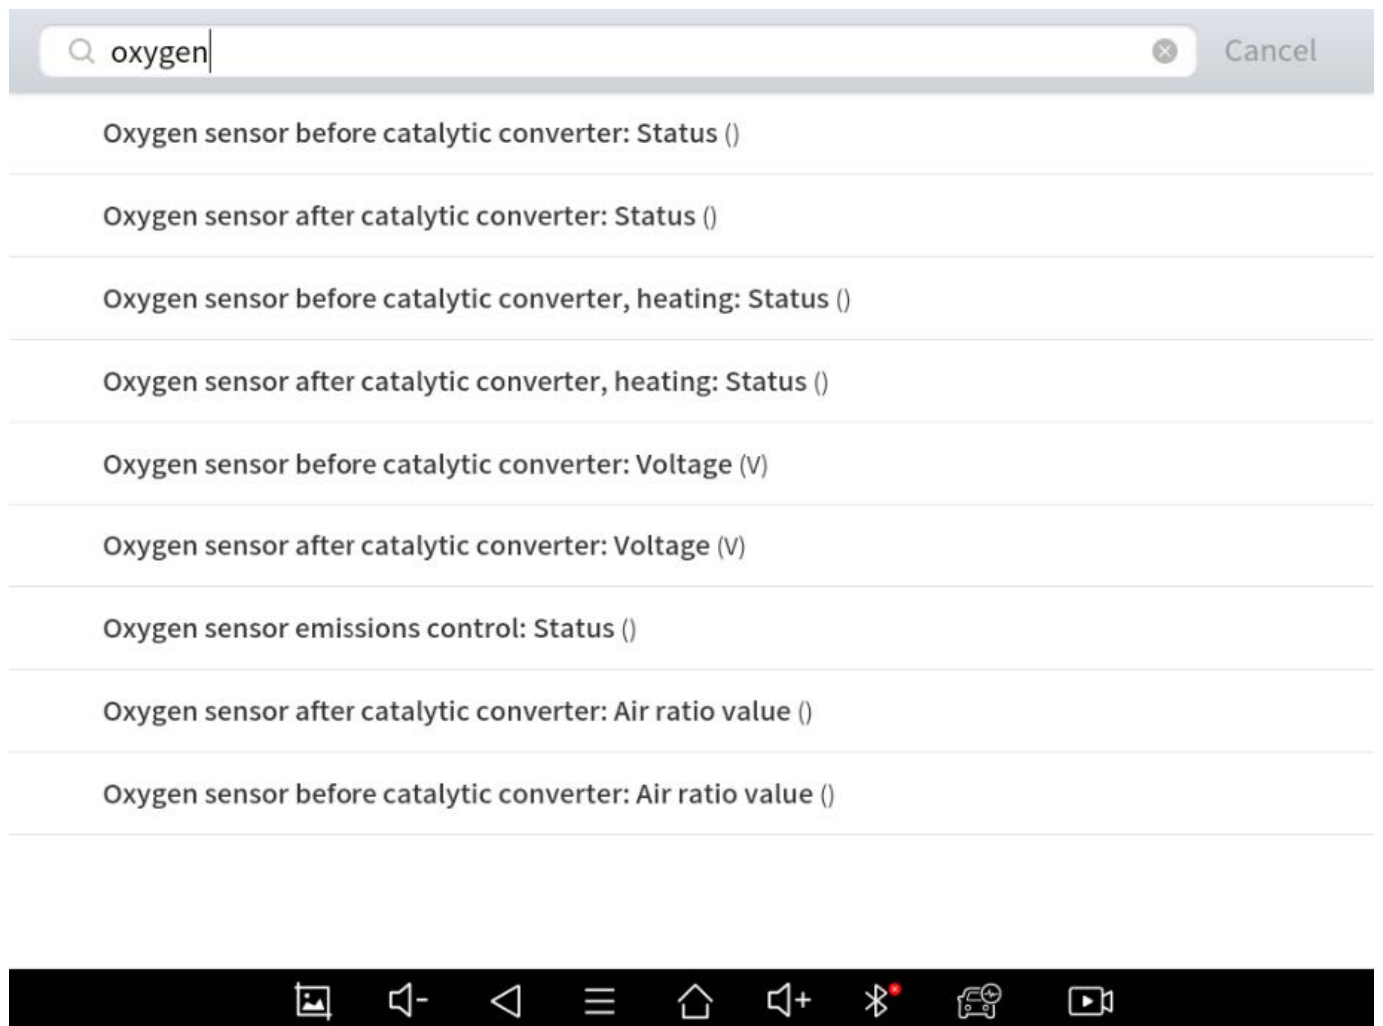 oxygen
Cancel
Oxygen sensor before catalytic converter: Status ()
Oxygen sensor after catalytic converter: Status ()
Oxygen sensor before catalytic converter, heating: Status ()
Oxygen sensor after catalytic converter, heating: Status ()
Oxygen sensor before catalytic converter: Voltage (V)
Oxygen sensor after catalytic converter: Voltage (V)
Oxygen sensor emissions control: Status ()
Oxygen sensor after catalytic converter: Air ratio value ()
Oxygen sensor before catalytic converter: Air ratio value ()